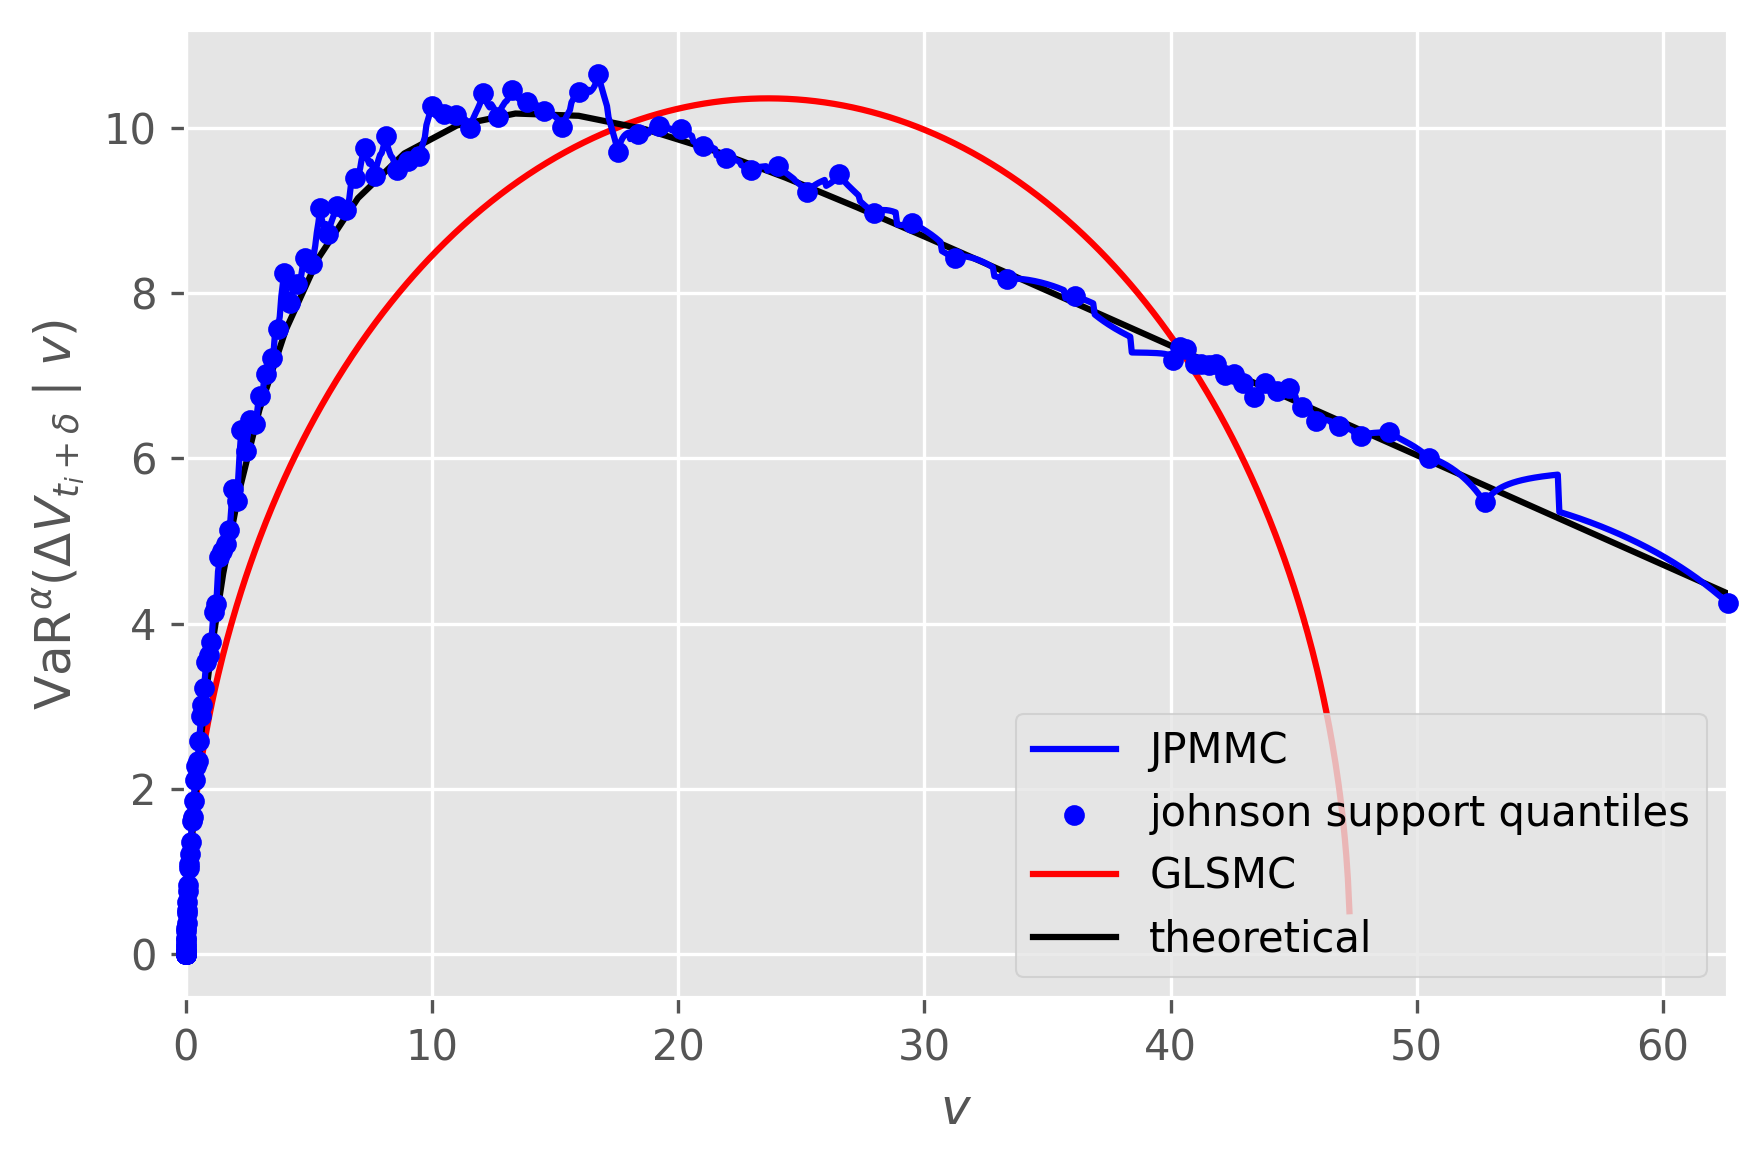 10
8
6
4
2
0
VaR^α(ΔV_{t_i+δ} | v)
JPMMC
johnson support quantiles
GLSMC
theoretical
0 10 20 30 40 50 60
v